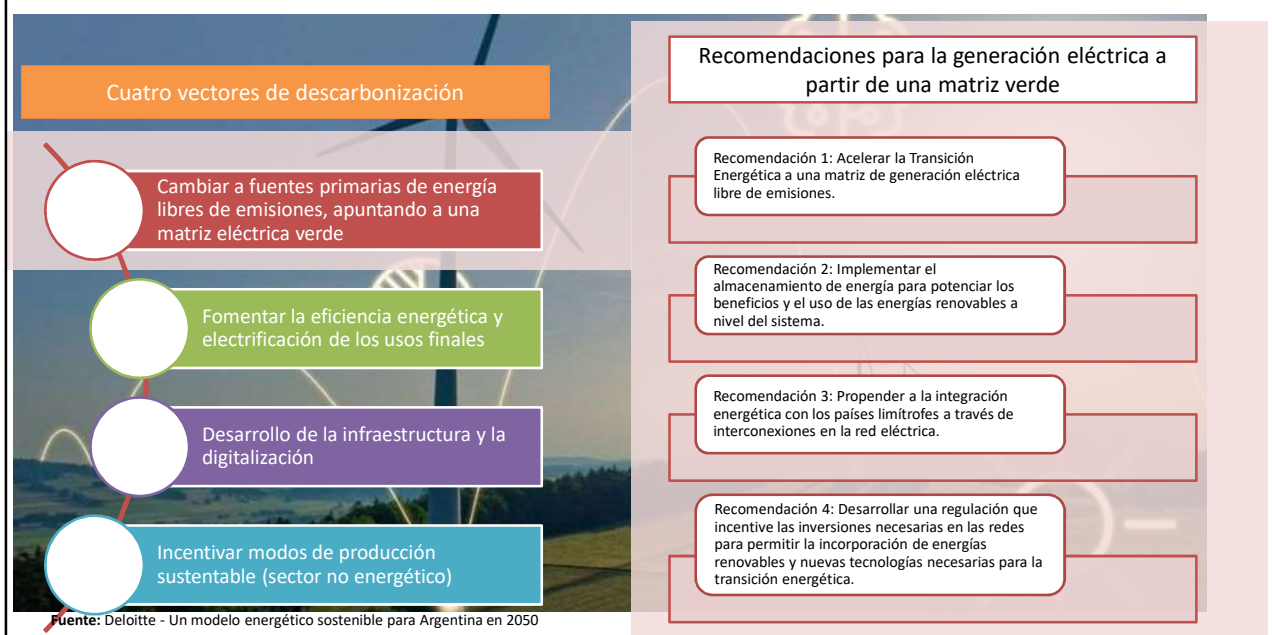 Cuatro vectores de descarbonización
Cambiar a fuentes primarias de energía
libres de emisiones, apuntando a una
matriz eléctrica verde
Fomentar la eficiencia energética y
electrificación de los usos finales
Desarrollo de la infraestructura y la
digitalización
Incentivar modos de producción
sustentable (sector no energético)
Fuente: Deloitte - Un modelo energético sostenible para Argentina en 2050
Recomendaciones para la generación eléctrica a
partir de una matriz verde
Recomendación 1: Acelerar la Transición
Energética a una matriz de generación eléctrica
libre de emisiones.
Recomendación 2: Implementar el
almacenamiento de energía para potenciar los
beneficios y el uso de las energías renovables a
nivel del sistema.
Recomendación 3: Propender a la integración
energética con los países limítrofes a través de
interconexiones en la red eléctrica.
Recomendación 4: Desarrollar una regulación que
incentive las inversiones necesarias en las redes
para permitir la incorporación de energías
renovables y nuevas tecnologías necesarias para la
transición energética.